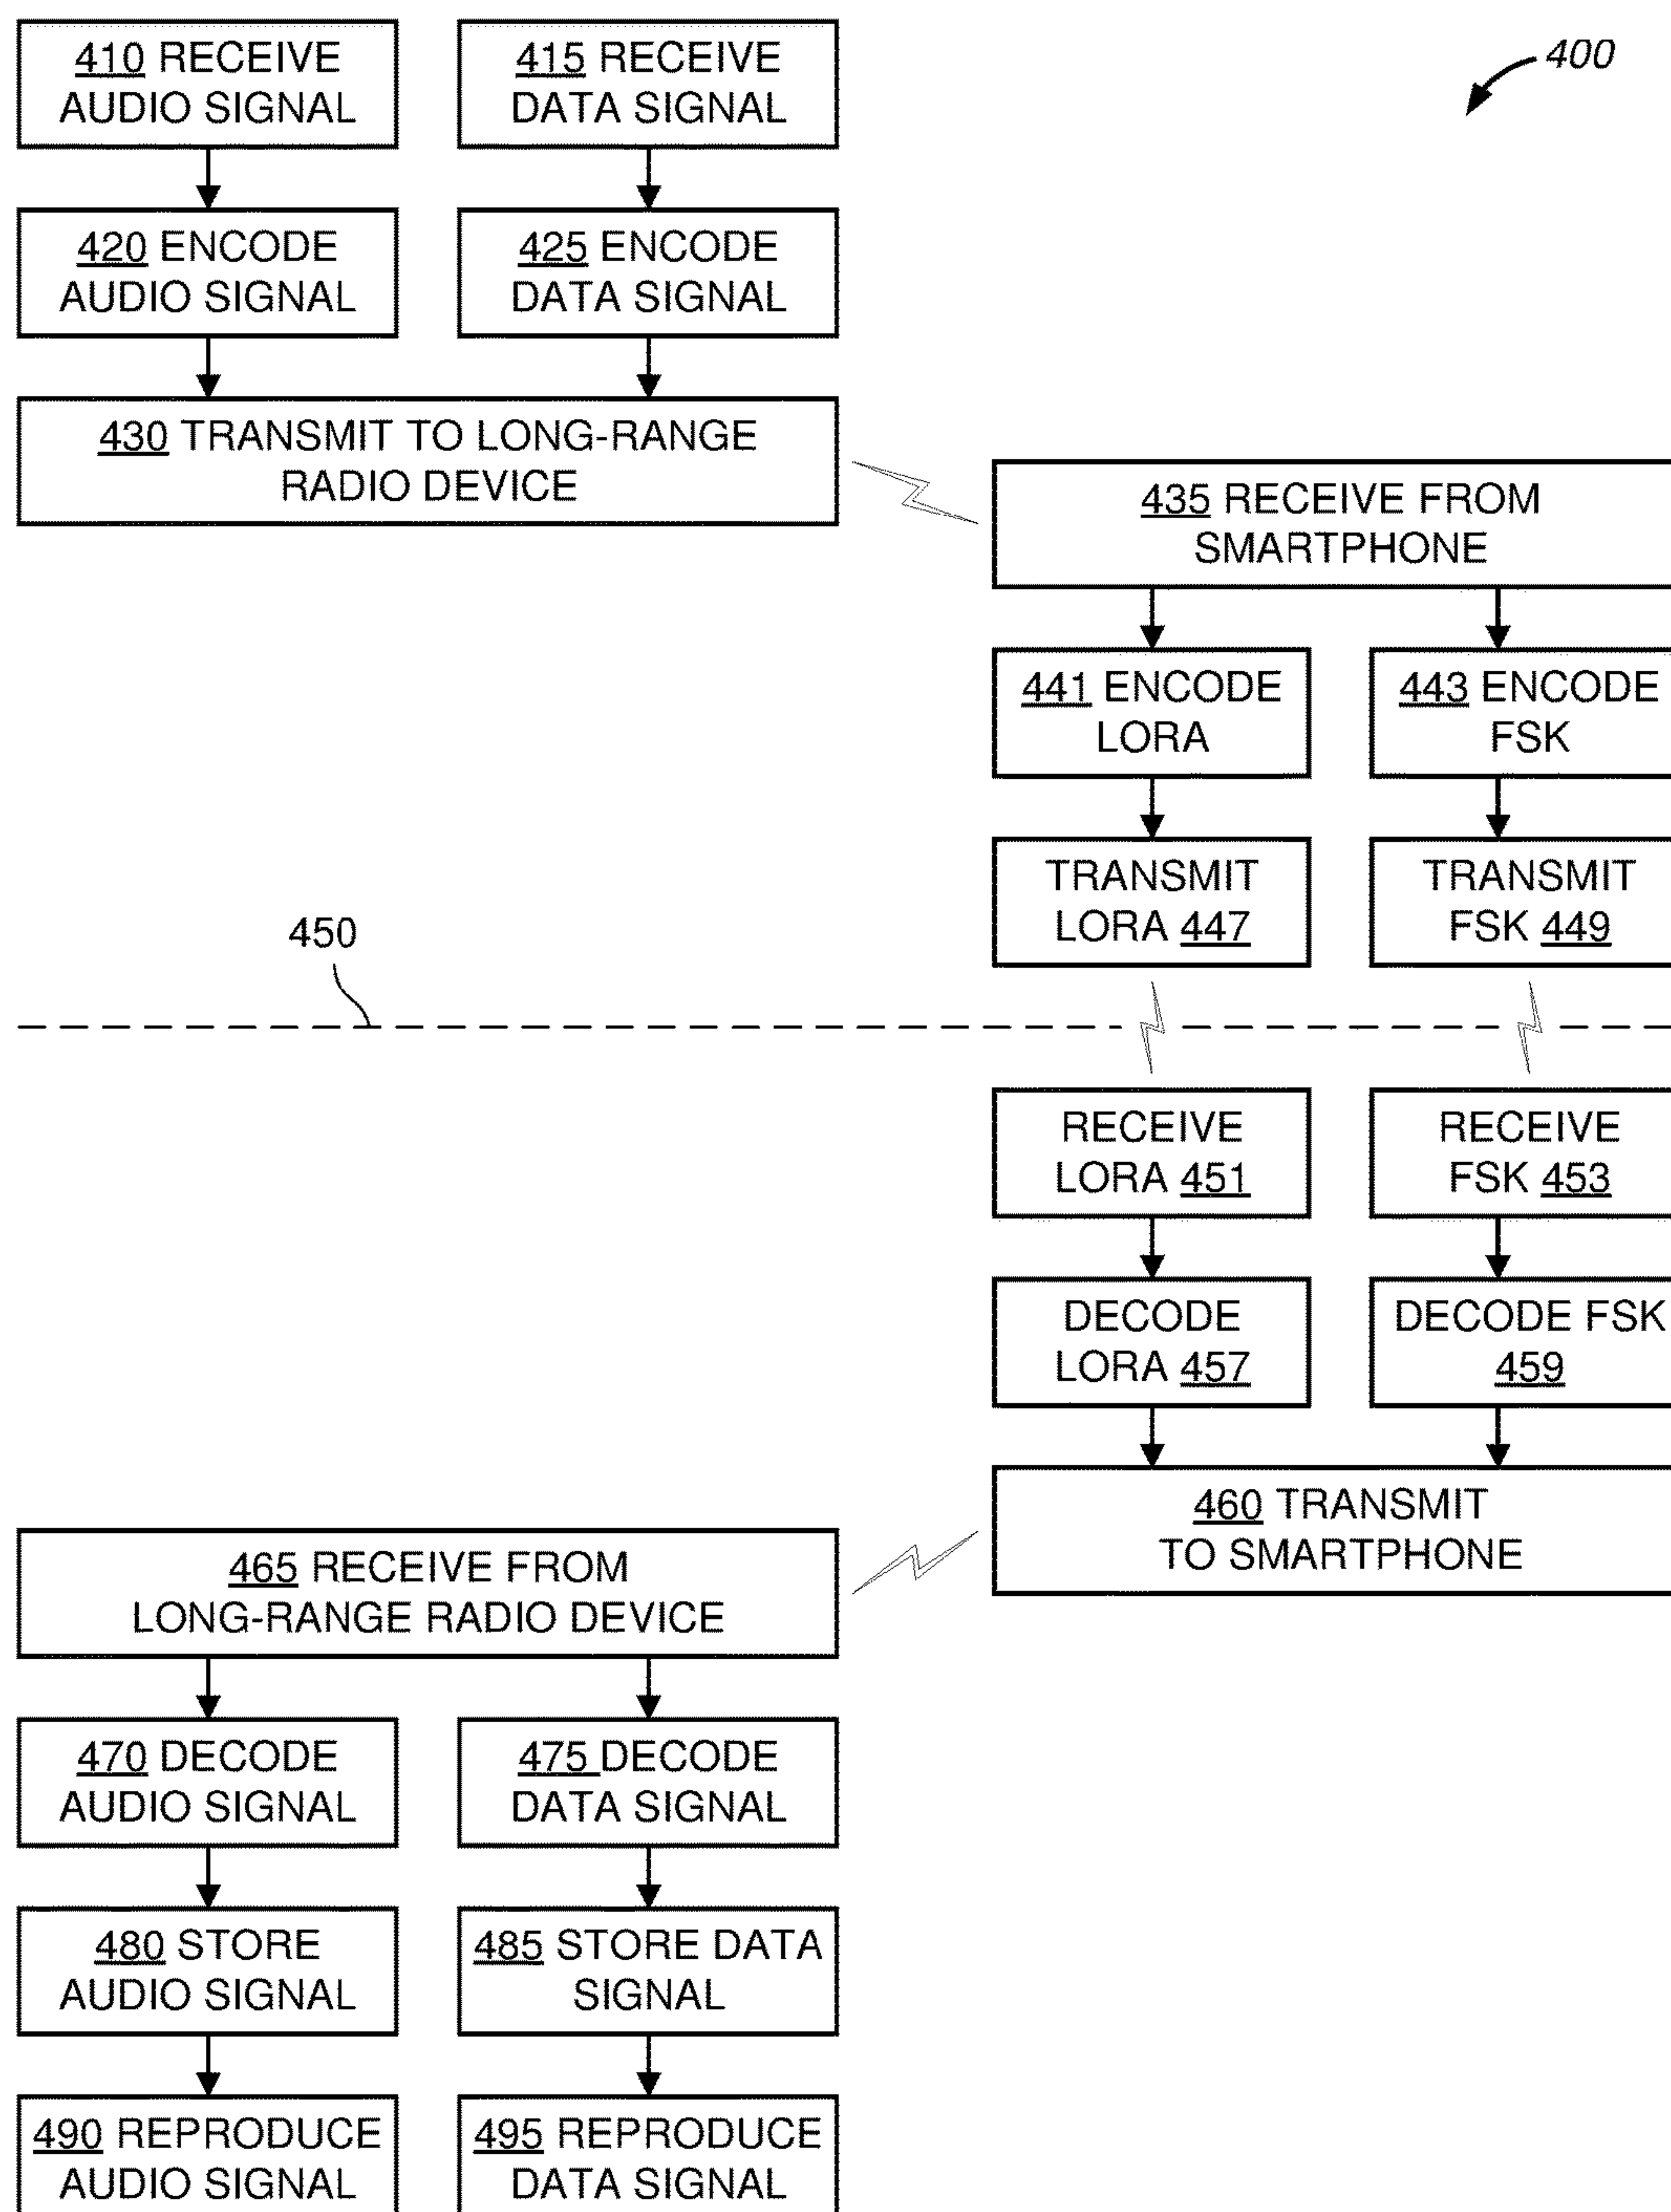 410 RECEIVE
AUDIO SIGNAL
415 RECEIVE
DATA SIGNAL
400
420 ENCODE
AUDIO SIGNAL
425 ENCODE
DATA SIGNAL
430 TRANSMIT TO LONG-RANGE
RADIO DEVICE
435 RECEIVE FROM
SMARTPHONE
441 ENCODE
LORA
443 ENCODE
FSK
TRANSMIT
LORA 447
TRANSMIT
FSK 449
450
RECEIVE
LORA 451
RECEIVE
FSK 453
DECODE
LORA 457
DECODE FSK
459
460 TRANSMIT
TO SMARTPHONE
465 RECEIVE FROM
LONG-RANGE RADIO DEVICE
470 DECODE
AUDIO SIGNAL
475 DECODE
DATA SIGNAL
480 STORE
AUDIO SIGNAL
485 STORE DATA
SIGNAL
490 REPRODUCE
AUDIO SIGNAL
495 REPRODUCE
DATA SIGNAL